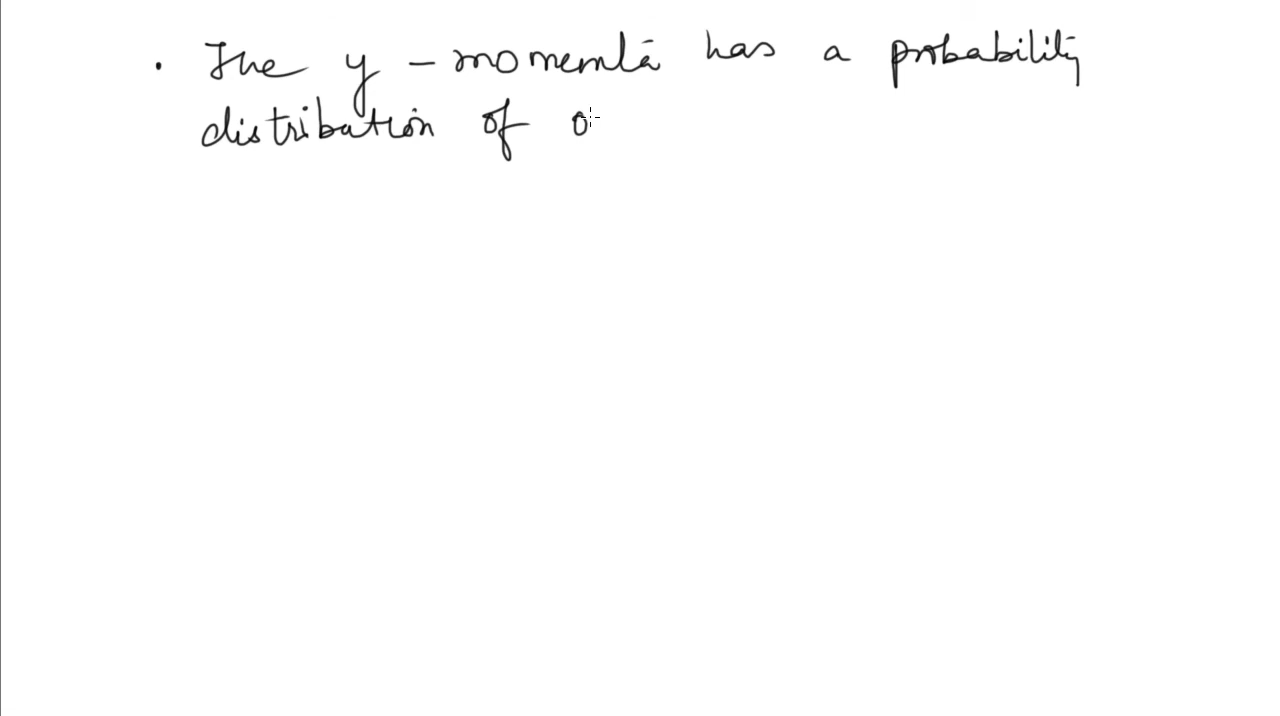 · The y - momenta has a probability
distribution of o